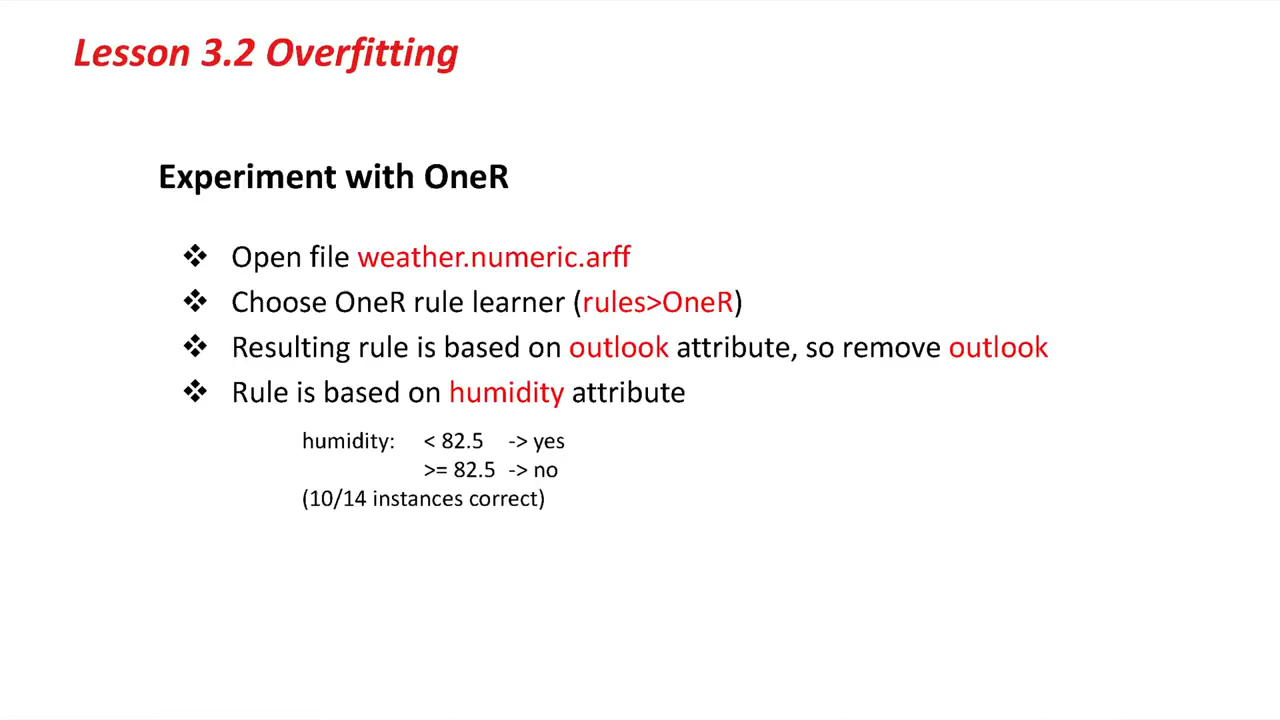 Lesson 3.2 Overfitting
Experiment with OneR
❖ Open file weather.numeric.arff
❖ Choose OneR rule learner (rules>OneR)
❖ Resulting rule is based on outlook attribute, so remove outlook
❖ Rule is based on humidity attribute
humidity: < 82.5 -> yes
>= 82.5 -> no
(10/14 instances correct)